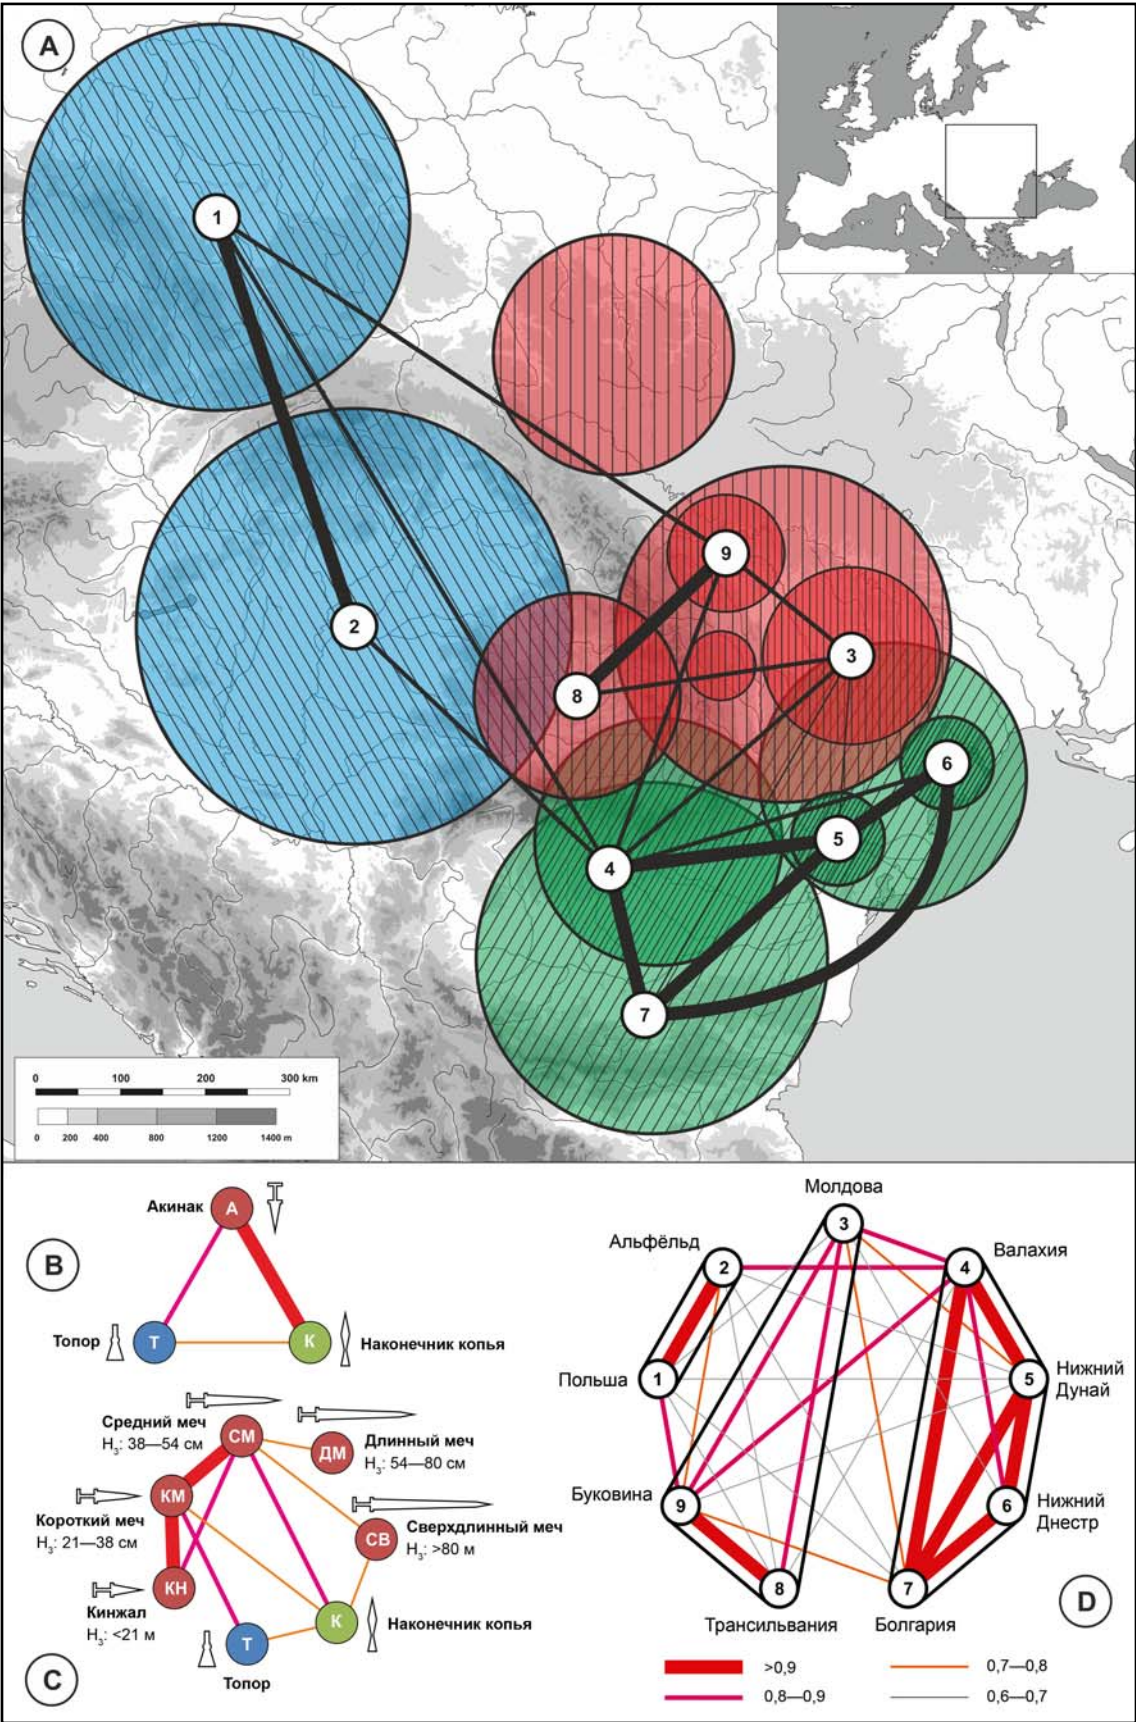 A
1
9
2
3
8
6
5
4
7
0 100 200 300 km
0 200 400 800 1200 1400 m
B
Акинак
А
Топор
Т
К
Наконечник копья
C
Средний меч
H₃: 38—54 см
СМ
ДМ
Длинный меч
H₃: 54—80 см
КМ
Короткий меч
H₃: 21—38 см
СВ
Сверхдлинный меч
H₃: >80 м
КН
Кинжал
H₃: <21 м
К
Наконечник копья
Т
Топор
Молдова
3
Альфёльд
2
4
Валахия
Польша
1
5
Нижний
Дунай
Буковина
9
6
Нижний
Днестр
8
7
D
Трансильвания
Болгария
>0,9
0,7—0,8
0,8—0,9
0,6—0,7